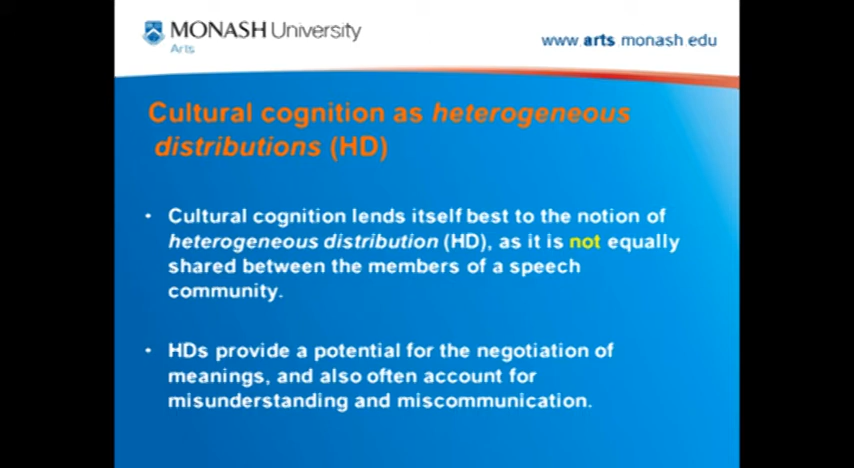 MONASH University
Arts
www arts monash edu
Cultural cognition as heterogeneous
distributions (HD)
• Cultural cognition lends itself best to the notion of
heterogeneous distribution (HD), as it is not equally
shared between the members of a speech
community.
• HDs provide a potential for the negotiation of
meanings, and also often account for
misunderstanding and miscommunication.